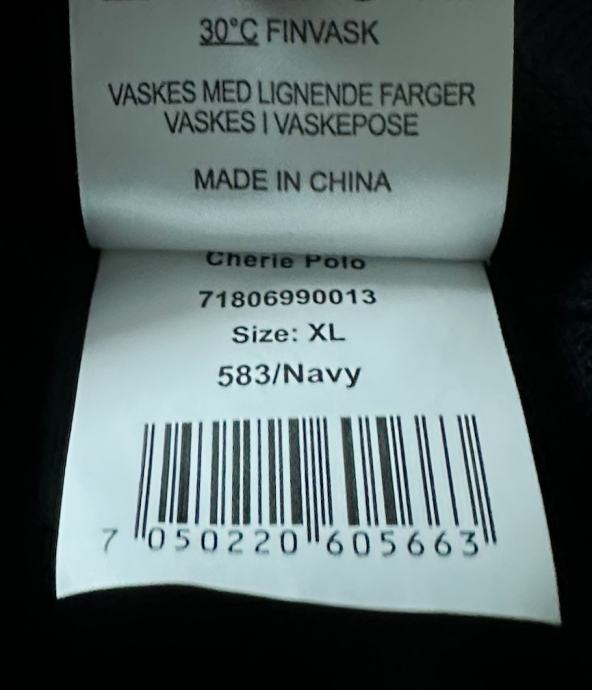 30°C FINVASK
VASKES MED LIGNENDE FARGER
VASKES I VASKEPOSE
MADE IN CHINA
Cherie Polo
71806990013
Size: XL
583/Navy
7 050220 605663